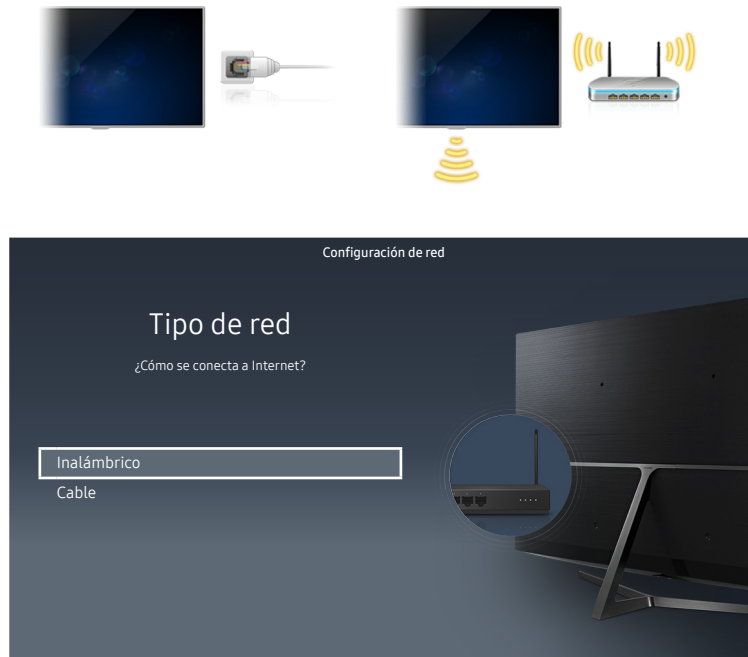 Configuración de red
Tipo de red
¿Cómo se conecta a Internet?
Inalámbrico
Cable